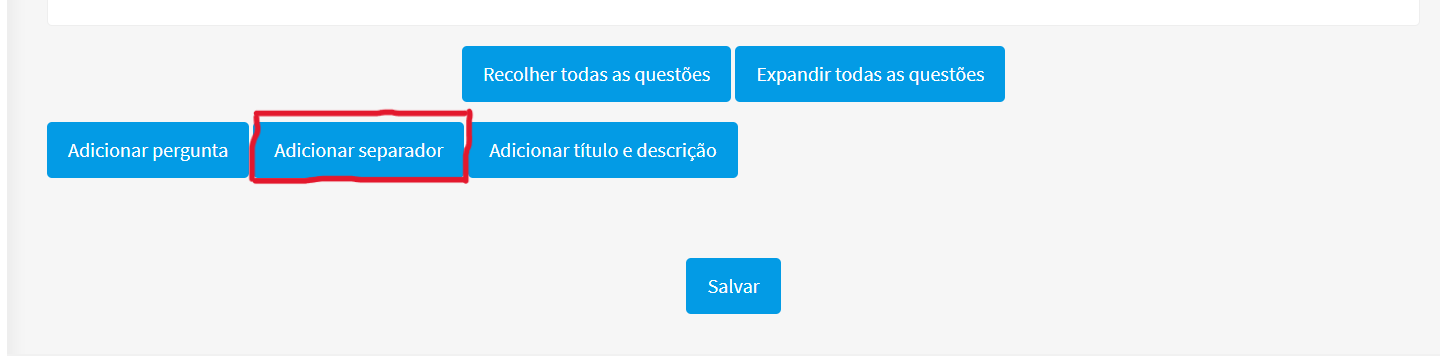 Recolher todas as questões Expandir todas as questões
Adicionar pergunta Adicionar separador Adicionar título e descrição
Salvar